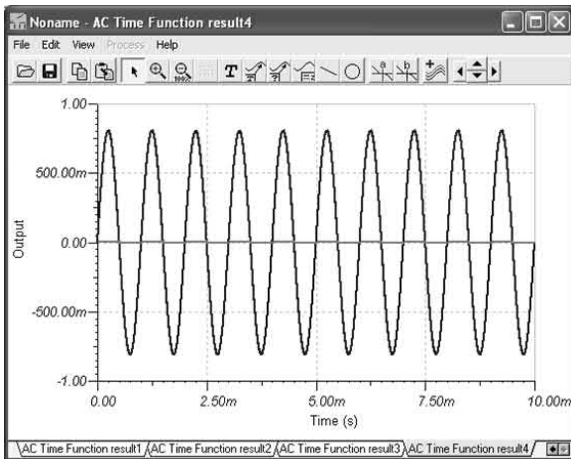 Noname - AC Time Function result4
File Edit View Process Help
100%
T
a
b
1.00
500.00m
Output
0.00
-500.00m
-1.00
0.00 2.50m 5.00m 7.50m 10.00m
Time (s)
AC Time Function result1 AC Time Function result2 AC Time Function result3 AC Time Function result4